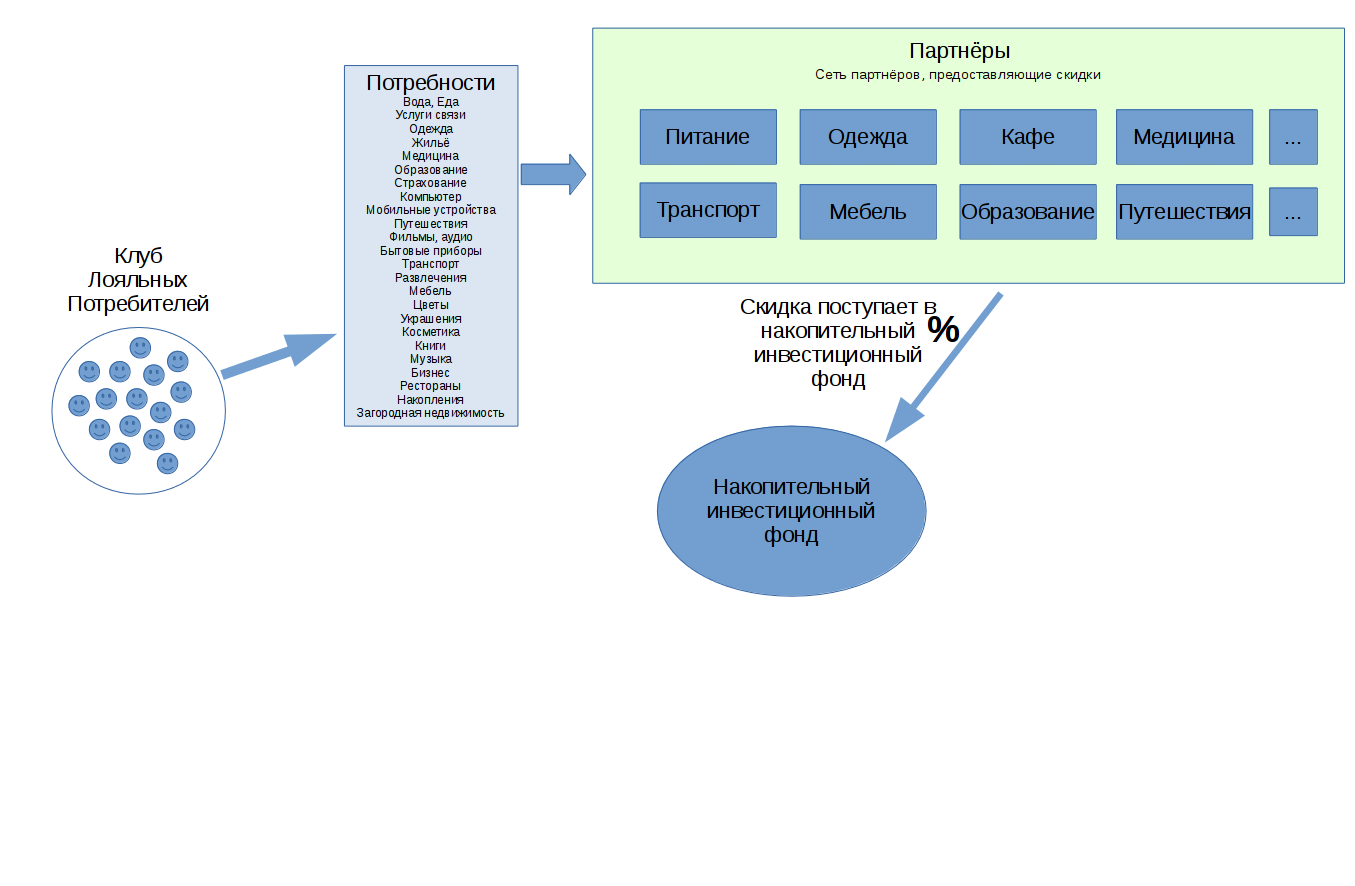 Клуб
Лояльных
Потребителей
Потребности
Вода, Еда
Услуги связи
Одежда
Жильё
Медицина
Образование
Страхование
Компьютер
Мобильные устройства
Путешествия
Фильмы, аудио
Бытовые приборы
Транспорт
Развлечения
Мебель
Цветы
Украшения
Косметика
Книги
Музыка
Бизнес
Рестораны
Накопления
Загородная недвижимость
Партнёры
Сеть партнёров, предоставляющие скидки
Питание
Одежда
Кафе
Медицина
...
Транспорт
Мебель
Образование
Путешествия
...
Скидка поступает в
накопительный
инвестиционный
фонд
%
Накопительный
инвестиционный
фонд